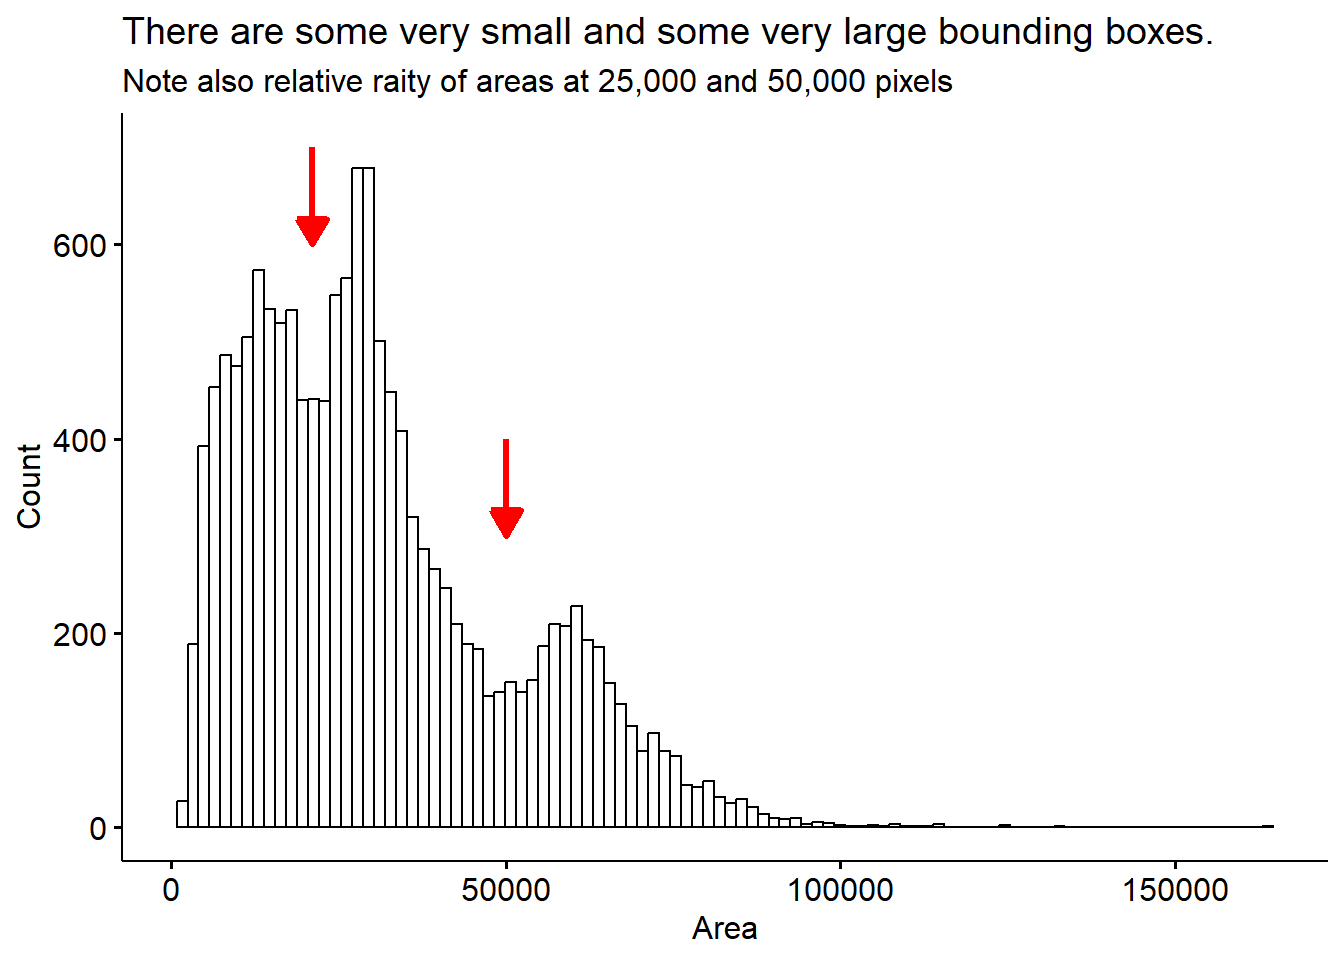 There are some very small and some very large bounding boxes.
Note also relative raity of areas at 25,000 and 50,000 pixels
600
400
200
0
Count
0 50000 100000 150000
Area